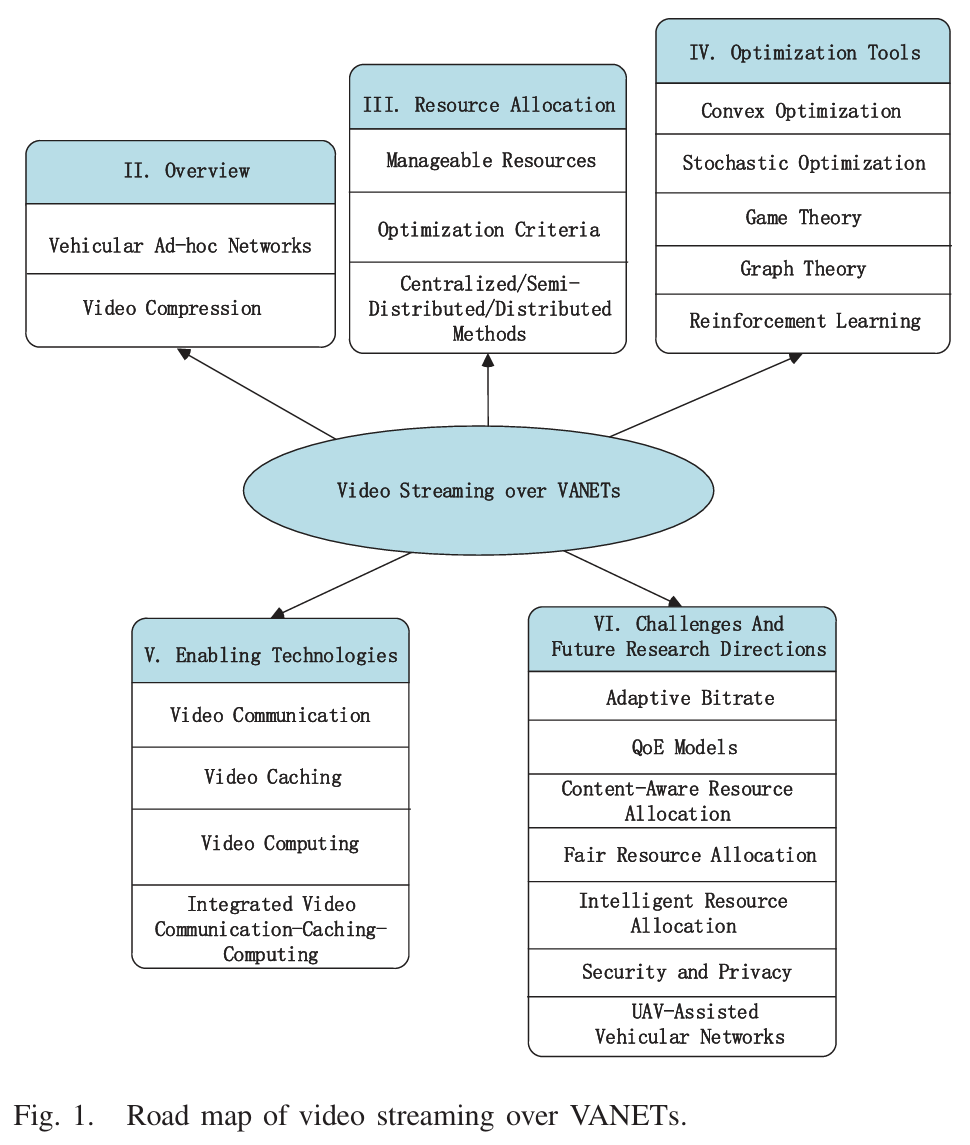 II. Overview
Vehicular Ad-hoc Networks
Video Compression
III. Resource Allocation
Manageable Resources
Optimization Criteria
Centralized/Semi-
Distributed/Distributed
Methods
IV. Optimization Tools
Convex Optimization
Stochastic Optimization
Game Theory
Graph Theory
Reinforcement Learning
Video Streaming over VANETs
V. Enabling Technologies
Video Communication
Video Caching
Video Computing
Integrated Video
Communication-Caching-
Computing
VI. Challenges And
Future Research Directions
Adaptive Bitrate
QoE Models
Content-Aware Resource
Allocation
Fair Resource Allocation
Intelligent Resource
Allocation
Security and Privacy
UAV-Assisted
Vehicular Networks
Fig. 1. Road map of video streaming over VANETs.